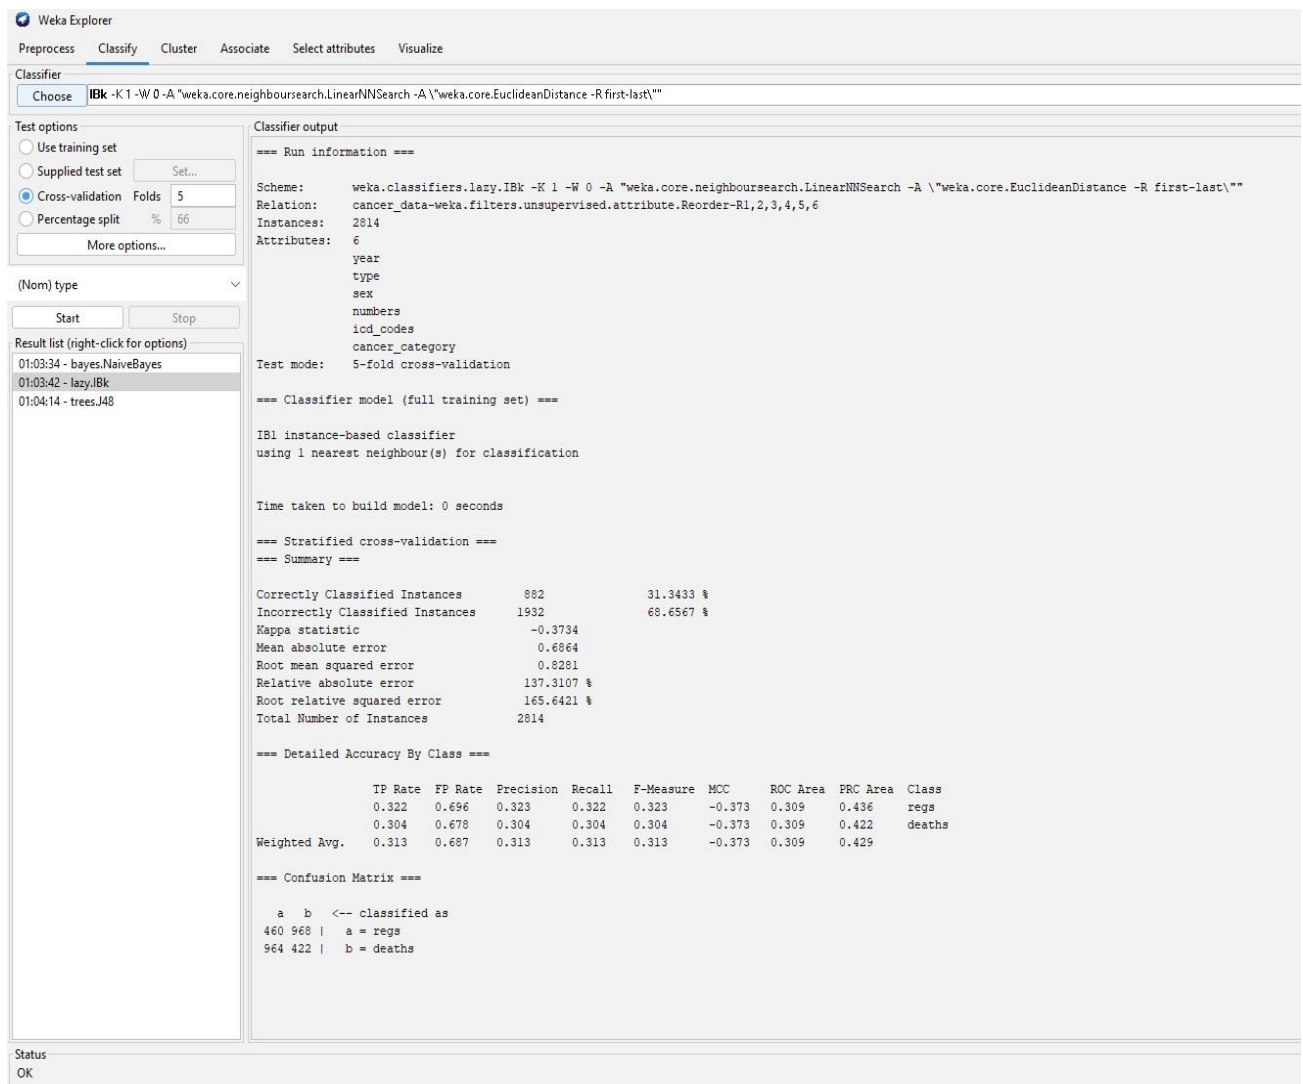 Weka Explorer
Preprocess Classify Cluster Associate Select attributes Visualize
Classifier
Choose IBk -K 1 -W 0 -A "weka.core.neighboursearch.LinearNNSearch -A \"weka.core.EuclideanDistance -R first-last\""
Test options
Use training set
Supplied test set Set...
Cross-validation Folds 5
Percentage split % 66
More options...
(Nom) type
Start Stop
Result list (right-click for options)
01:03:34 - bayes.NaiveBayes
01:03:42 - lazy.IBk
01:04:14 - trees.J48
Classifier output
=== Run information ===
Scheme: weka.classifiers.lazy.IBk -K 1 -W 0 -A "weka.core.neighboursearch.LinearNNSearch -A \"weka.core.EuclideanDistance -R first-last\""
Relation: cancer_data-weka.filters.unsupervised.attribute.Reorder-R1,2,3,4,5,6
Instances: 2814
Attributes: 6
year
type
sex
numbers
icd_codes
cancer_category
Test mode: 5-fold cross-validation
=== Classifier model (full training set) ===
IB1 instance-based classifier
using 1 nearest neighbour(s) for classification
Time taken to build model: 0 seconds
=== Stratified cross-validation ===
=== Summary ===
Correctly Classified Instances 882 31.3433 %
Incorrectly Classified Instances 1932 68.6567 %
Kappa statistic -0.3734
Mean absolute error 0.6864
Root mean squared error 0.8281
Relative absolute error 137.3107 %
Root relative squared error 165.6421 %
Total Number of Instances 2814
=== Detailed Accuracy By Class ===
TP Rate FP Rate Precision Recall F-Measure MCC ROC Area PRC Area Class
0.322 0.696 0.323 0.322 0.323 -0.373 0.309 0.436 regs
0.304 0.678 0.304 0.304 0.304 -0.373 0.309 0.422 deaths
Weighted Avg. 0.313 0.687 0.313 0.313 0.313 -0.373 0.309 0.429
=== Confusion Matrix ===
a b <-- classified as
460 968 | a = regs
964 422 | b = deaths
Status
OK